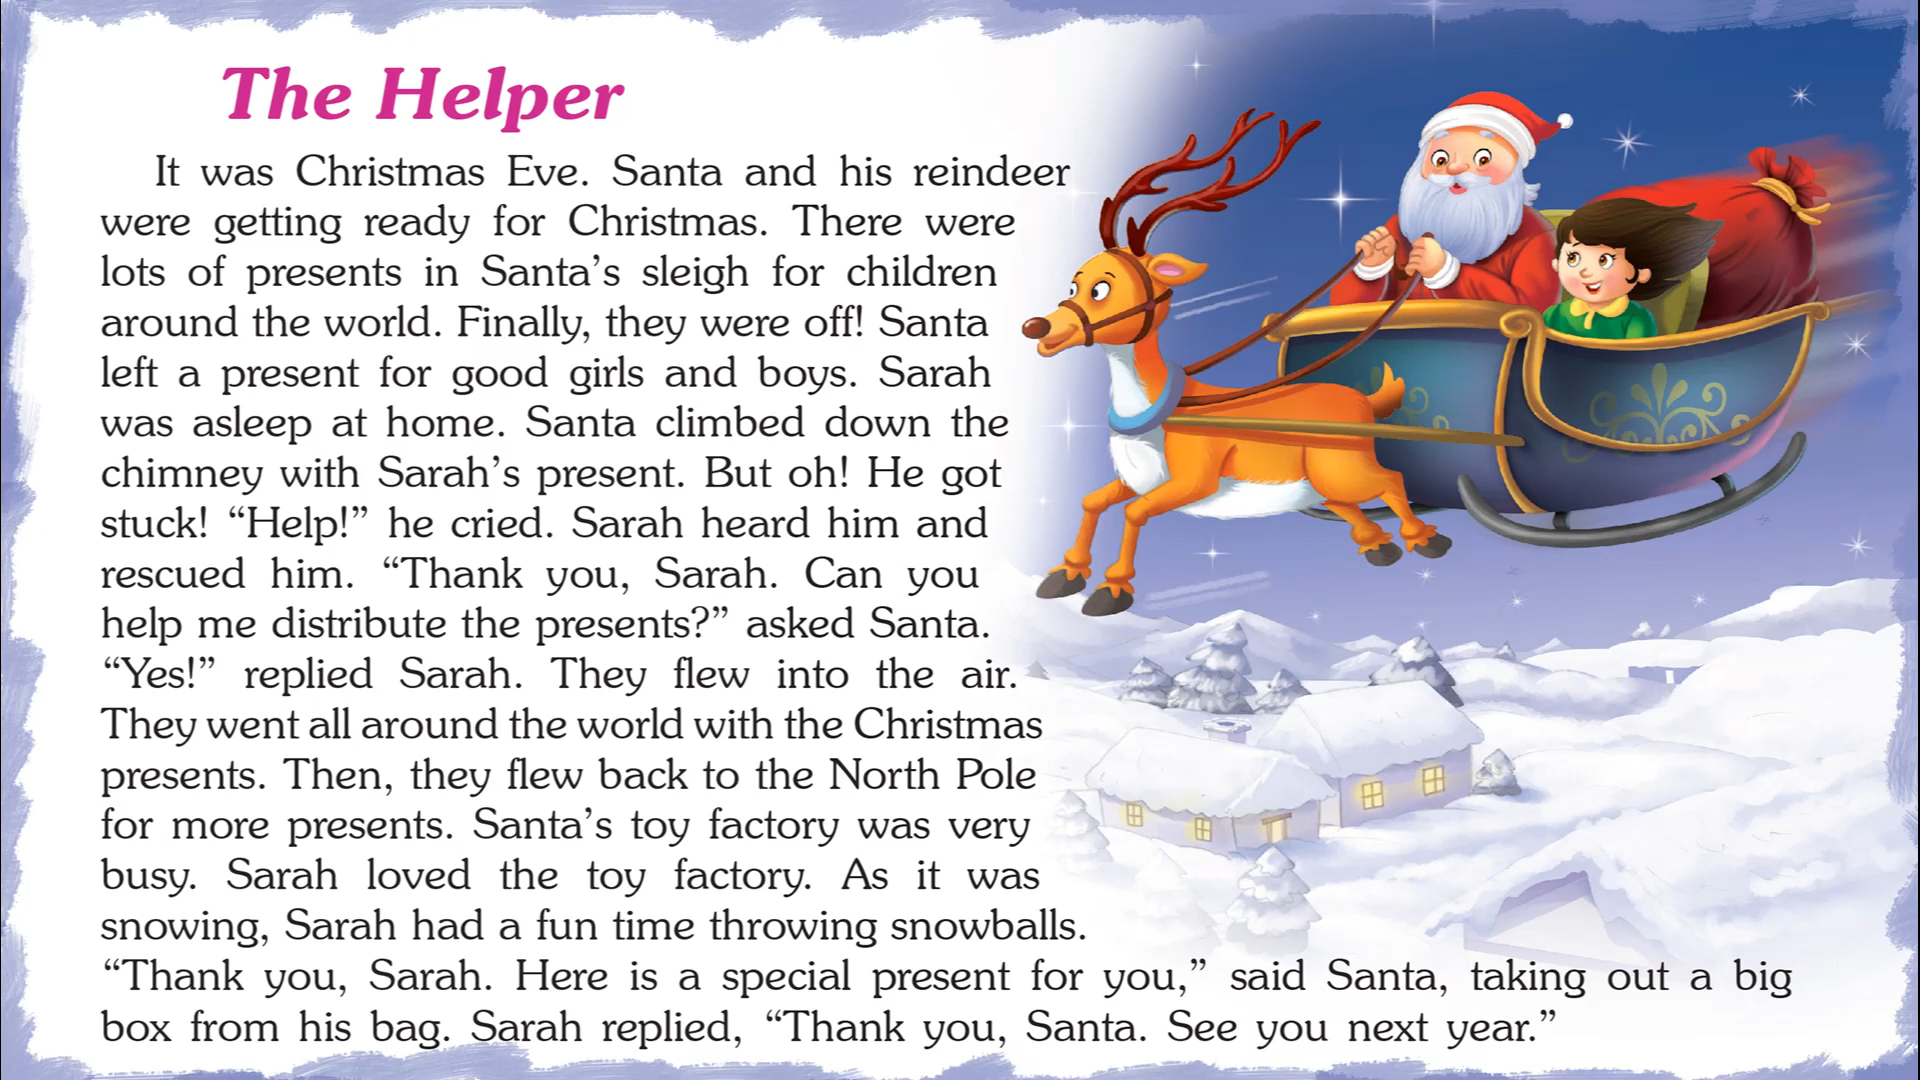 The Helper
It was Christmas Eve. Santa and his reindeer
were getting ready for Christmas. There were
lots of presents in Santa’s sleigh for children
around the world. Finally, they were off! Santa
left a present for good girls and boys. Sarah
was asleep at home. Santa climbed down the
chimney with Sarah’s present. But oh! He got
stuck! “Help!” he cried. Sarah heard him and
rescued him. “Thank you, Sarah. Can you
help me distribute the presents?” asked Santa.
“Yes!” replied Sarah. They flew into the air.
They went all around the world with the Christmas
presents. Then, they flew back to the North Pole
for more presents. Santa’s toy factory was very
busy. Sarah loved the toy factory. As it was
snowing, Sarah had a fun time throwing snowballs.
“Thank you, Sarah. Here is a special present for you,” said Santa, taking out a big
box from his bag. Sarah replied, “Thank you, Santa. See you next year.”